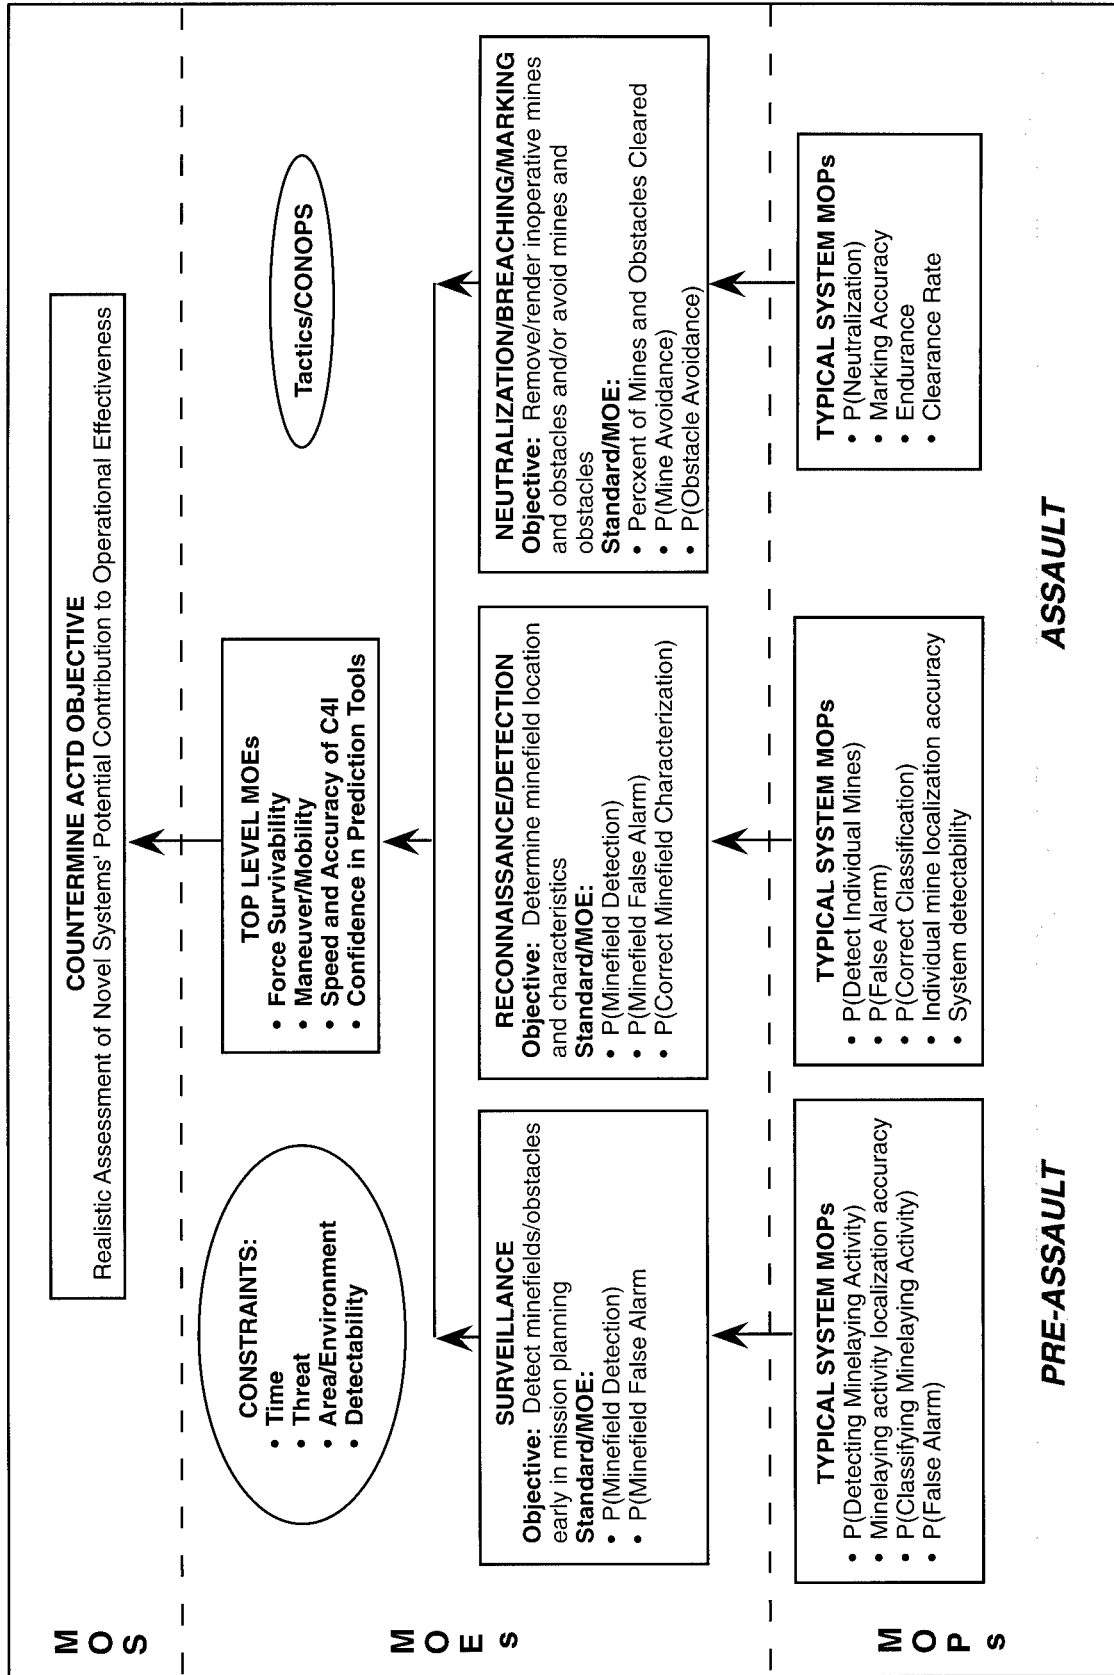 MOS
COUNTERMINE ACTD OBJECTIVE
Realistic Assessment of Novel Systems' Potential Contribution to Operational Effectiveness
MOEs
CONSTRAINTS:
• Time
• Threat
• Area/Environment
• Detectability
TOP LEVEL MOEs
• Force Survivability
• Maneuver/Mobility
• Speed and Accuracy of C4I
• Confidence in Prediction Tools
Tactics/CONOPS
SURVEILLANCE
Objective: Detect minefields/obstacles
early in mission planning
Standard/MOE:
• P(Minefield Detection)
• P(Minefield False Alarm
RECONNAISSANCE/DETECTION
Objective: Determine minefield location
and characteristics
Standard/MOE:
• P(Minefield Detection)
• P(Minefield False Alarm)
• P(Correct Minefield Characterization)
NEUTRALIZATION/BREACHING/MARKING
Objective: Remove/render inoperative mines
and obstacles and/or avoid mines and
obstacles
Standard/MOE:
• Percxent of Mines and Obstacles Cleared
• P(Mine Avoidance)
• P(Obstacle Avoidance)
MOPs
TYPICAL SYSTEM MOPs
• P(Detecting Minelaying Activity)
• Minelaying activity localization accuracy
• P(Classifying Minelaying Activity)
• P(False Alarm)
TYPICAL SYSTEM MOPs
• P(Detect Individual Mines)
• P(False Alarm)
• P(Correct Classification)
• Individual mine localization accuracy
• System detectability
TYPICAL SYSTEM MOPs
• P(Neutralization)
• Marking Accuracy
• Endurance
• Clearance Rate
PRE-ASSAULT
ASSAULT